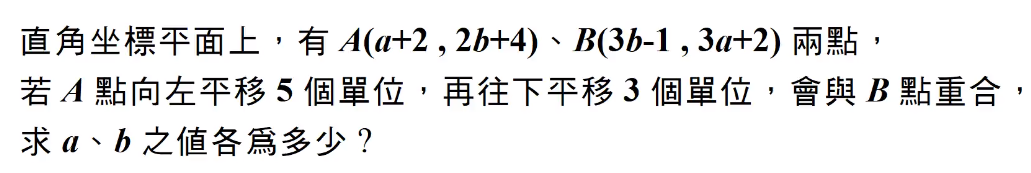 直角坐標平面上，有 A(a+2 , 2b+4)、B(3b-1 , 3a+2) 兩點，
若 A 點向左平移 5 個單位，再往下平移 3 個單位，會與 B 點重合，
求 a、b 之值各為多少？